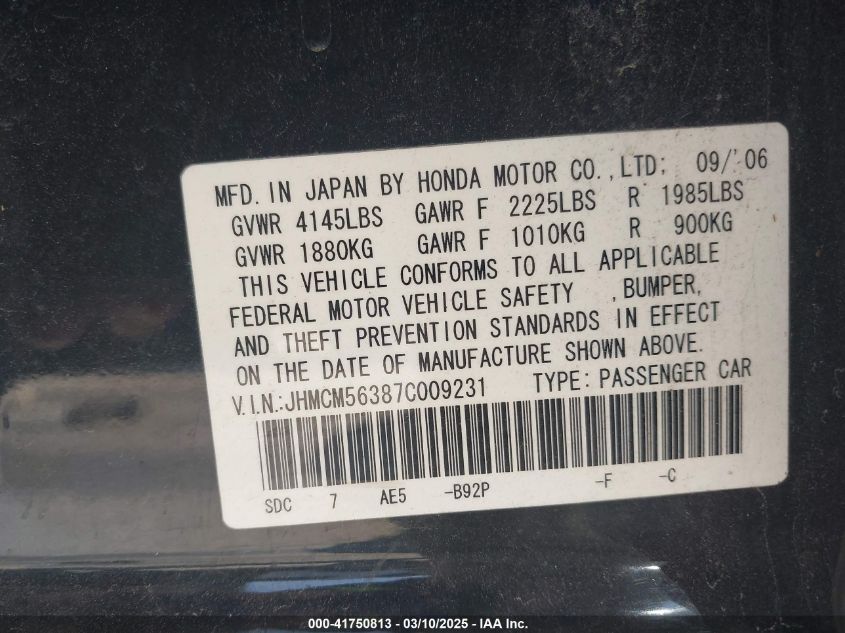 MFD. IN JAPAN BY HONDA MOTOR CO., LTD; 09/'06
GVWR 4145LBS GAWR F 2225LBS R 1985LBS
GVWR 1880KG GAWR F 1010KG R 900KG
THIS VEHICLE CONFORMS TO ALL APPLICABLE
FEDERAL MOTOR VEHICLE SAFETY , BUMPER,
AND THEFT PREVENTION STANDARDS IN EFFECT
ON THE DATE OF MANUFACTURE SHOWN ABOVE.
V.I.N.:JHMCM56387C009231 TYPE: PASSENGER CAR
SDC 7 AE5 -B92P -F -C
000-41750813 - 03/10/2025 - IAA Inc.